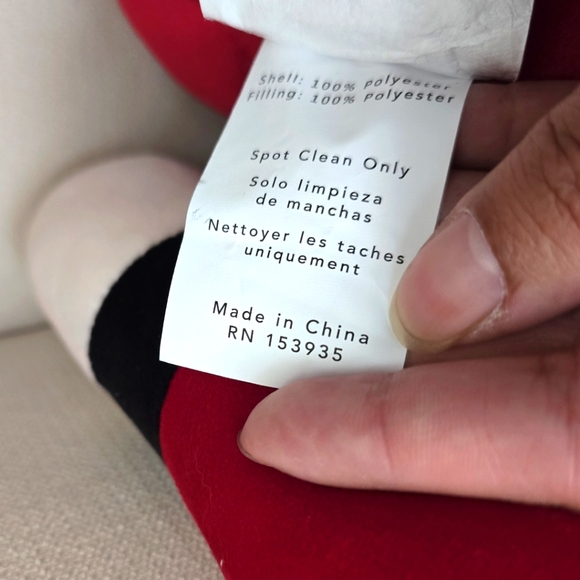 Shell: 100% polyester
Filling: 100% Polyester
Spot Clean Only
Solo limpieza
de manchas
Nettoyer les taches
uniquement
Made in China
RN 153935